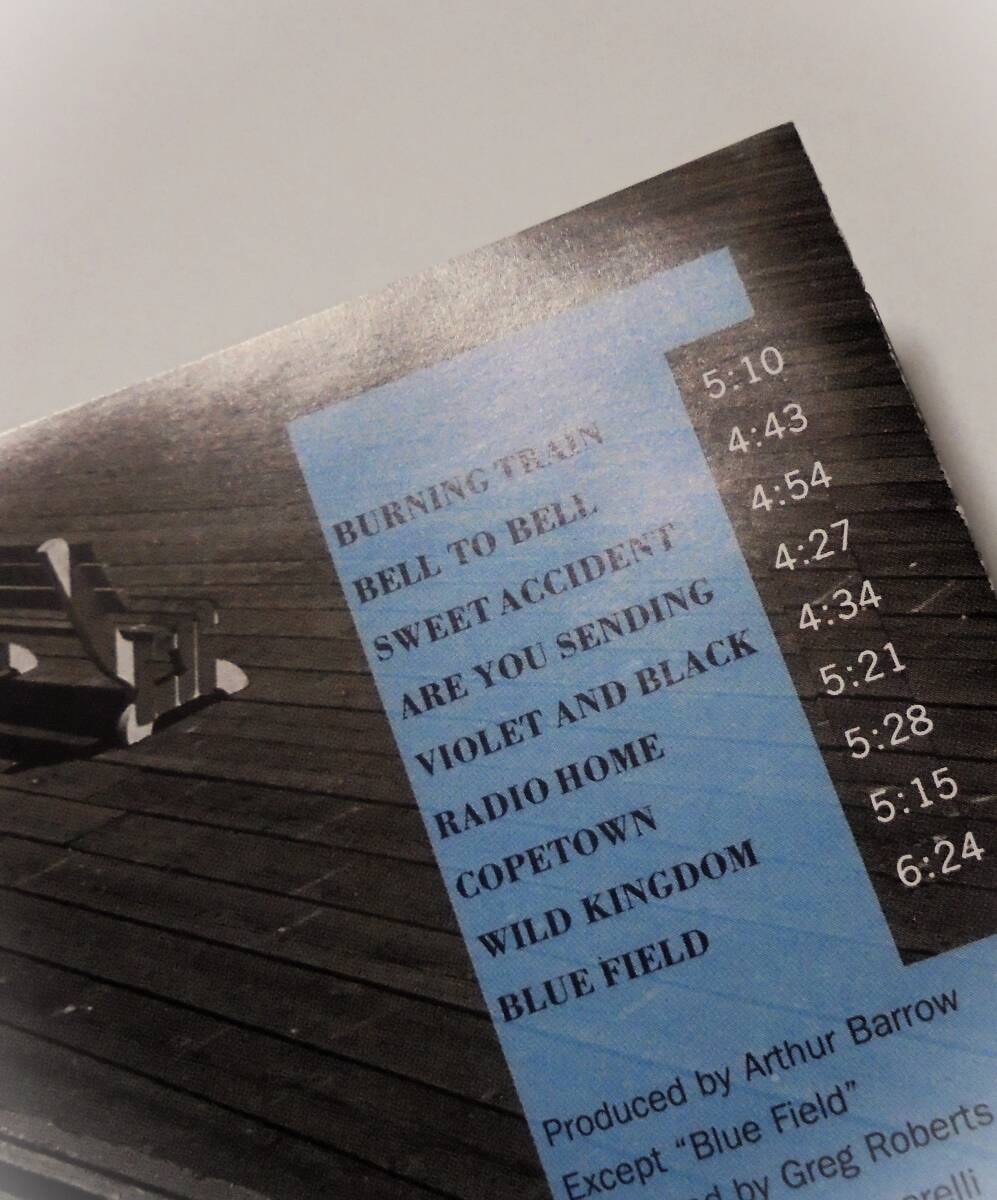 BURNING TRAIN 5:10
BELL TO BELL 4:43
SWEET ACCIDENT 4:54
ARE YOU SENDING 4:27
VIOLET AND BLACK 4:34
RADIO HOME 5:21
COPETOWN 5:28
WILD KINGDOM 5:15
BLUE FIELD 6:24
Produced by Arthur Barrow
Except “Blue Field”
by Greg Roberts